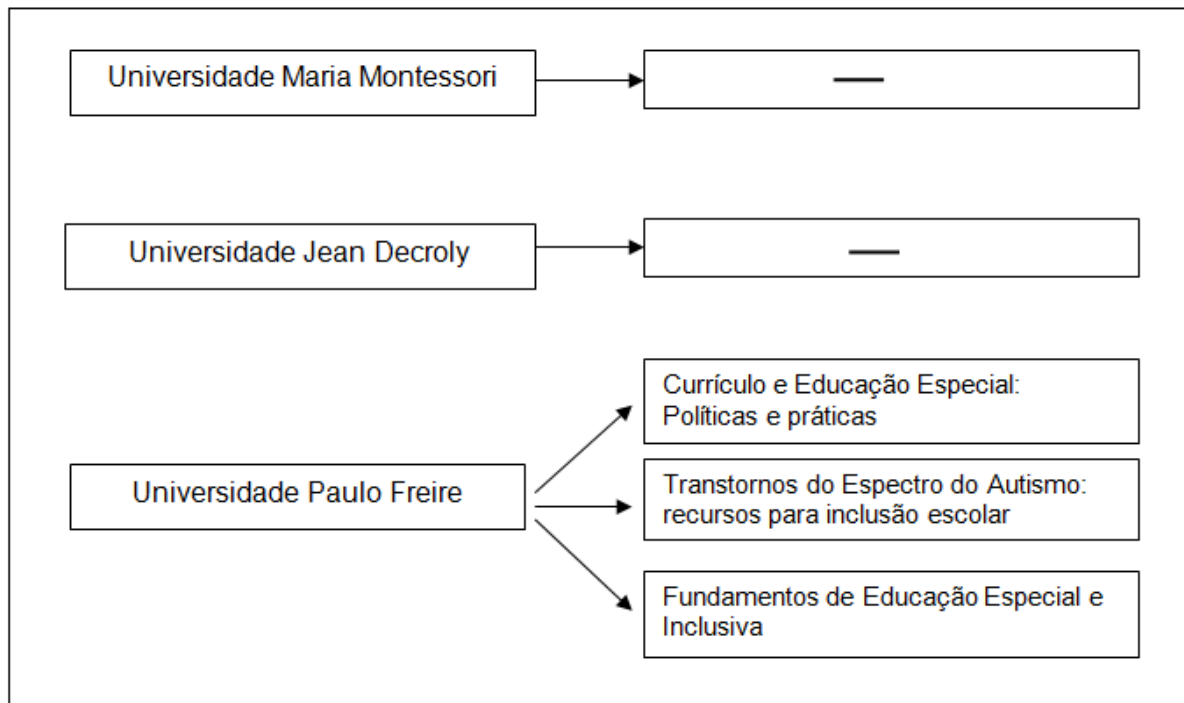 Universidade Maria Montessori
—
Universidade Jean Decroly
—
Universidade Paulo Freire
Currículo e Educação Especial:
Políticas e práticas
Transtornos do Espectro do Autismo:
recursos para inclusão escolar
Fundamentos de Educação Especial e
Inclusiva